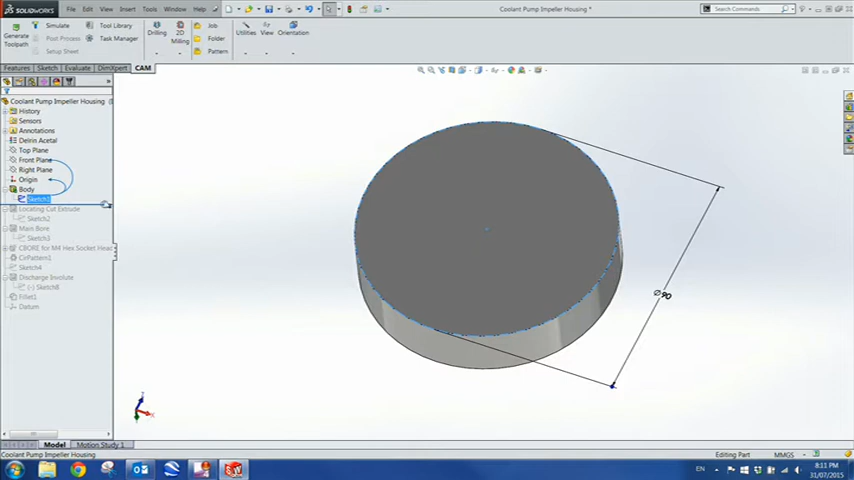 SOLIDWORKS
File Edit View Insert Tools Window Help
Coolant Pump Impeller Housing *
Search Commands
Generate Toolpath
Simulate
Post Process
Setup Sheet
Tool Library
Task Manager
Drilling
2D Milling
Job
Folder
Pattern
Utilities
View
Orientation
Features Sketch Evaluate DimXpert CAM
Coolant Pump Impeller Housing (
History
Sensors
Annotations
Delrin Acetal
Top Plane
Front Plane
Right Plane
Origin
Body
Sketch1
Locating Cut Extrude
Sketch2
Main Bore
Sketch3
CBORE for M4 Hex Socket Head
CirPattern1
Sketch4
Discharge Involute
(-) Sketch8
Fillet1
Datum
⌀90
Z
X
Model Motion Study 1
Coolant Pump Impeller Housing
Editing Part
MMGS
EN
8:11 PM
31/07/2015